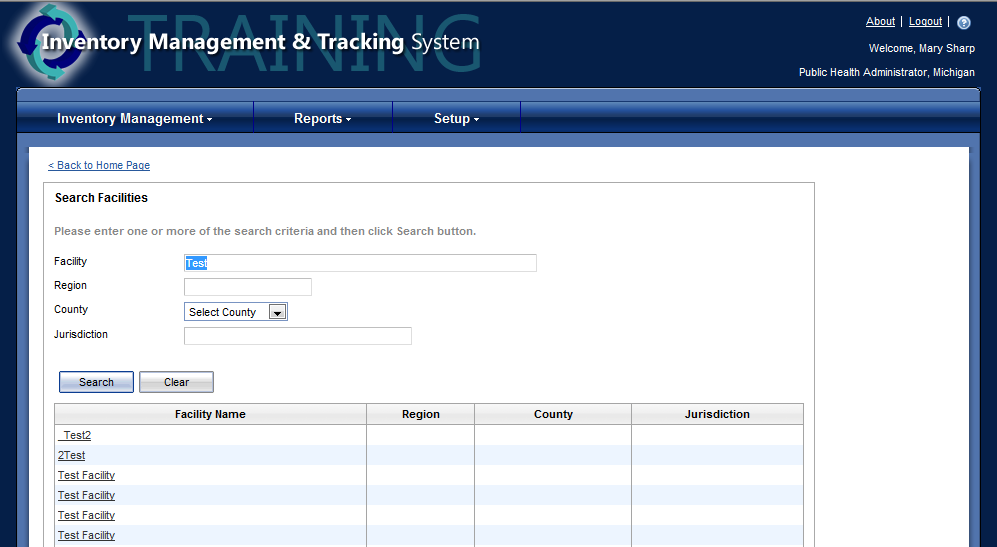 TRAINING
Inventory Management & Tracking System
About | Logout | ?
Welcome, Mary Sharp
Public Health Administrator, Michigan
Inventory Management Reports Setup
< Back to Home Page
Search Facilities
Please enter one or more of the search criteria and then click Search button.
Facility Test
Region
County Select County
Jurisdiction
Search Clear
Facility Name Region County Jurisdiction
_Test2
2Test
Test Facility
Test Facility
Test Facility
Test Facility